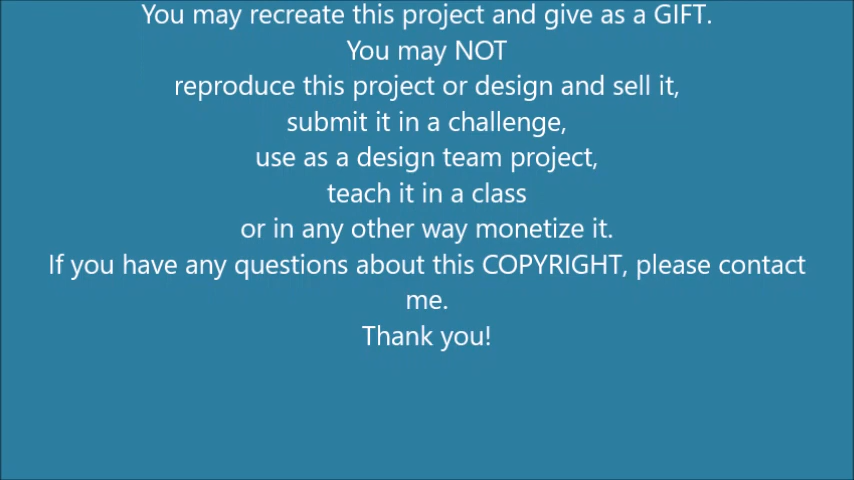 You may recreate this project and give as a GIFT.
You may NOT
reproduce this project or design and sell it,
submit it in a challenge,
use as a design team project,
teach it in a class
or in any other way monetize it.
If you have any questions about this COPYRIGHT, please contact
me.
Thank you!